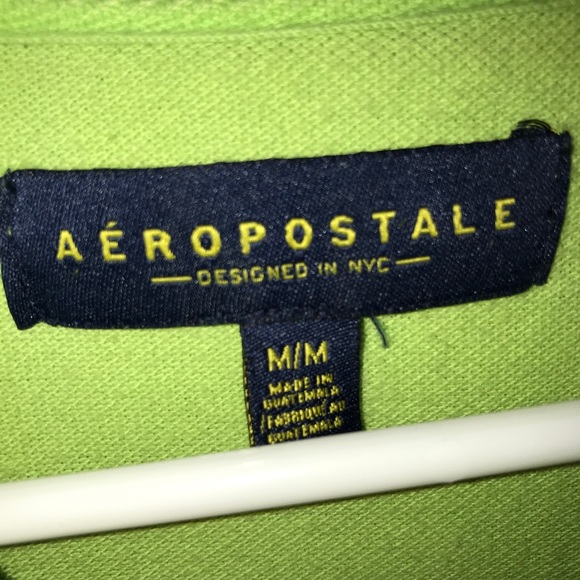 AÉROPOSTALE
DESIGNED IN NYC
M/M
MADE IN
GUATEMALA
/FABRIQUÉ AU
GUATEMALA